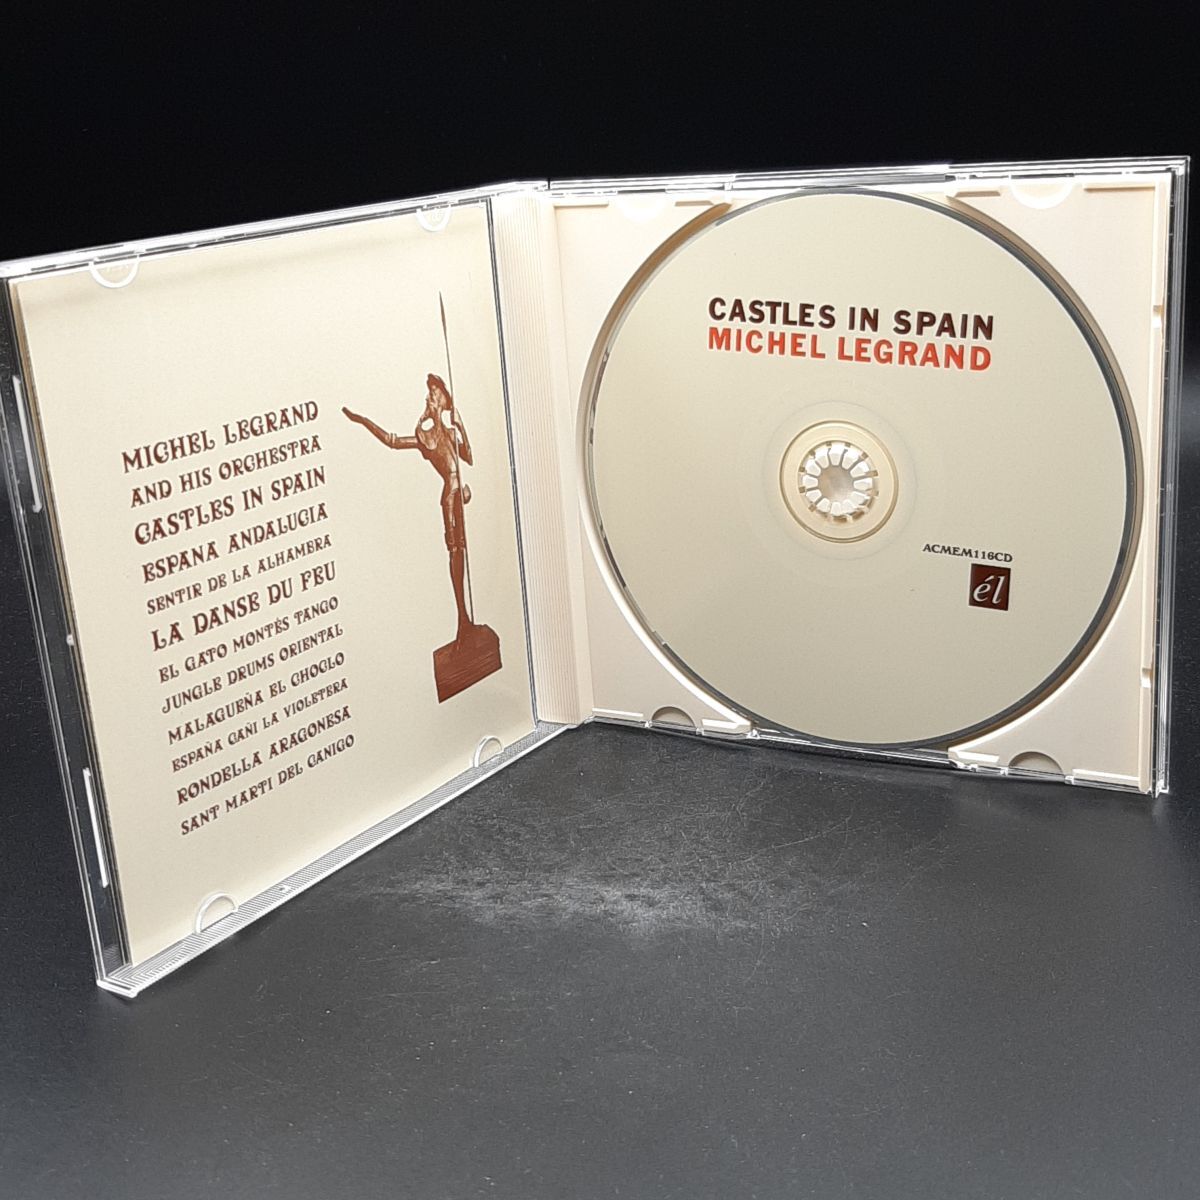 MICHEL LEGRAND
AND HIS ORCHESTRA
CASTLES IN SPAIN
ESPANA ANDALUCIA
SENTIR DE LA ALHAMBRA
LA DANSE DU FEU
EL GATO MONTÉS TANGO
JUNGLE DRUMS ORIENTAL
MALAGUEÑA EL CHOCLO
ESPAÑA CAÑI LA VIOLETERA
RONDELLA ARAGONESA
SANT MARTI DEL CANIGO
CASTLES IN SPAIN
MICHEL LEGRAND
ACMEM116CD
él